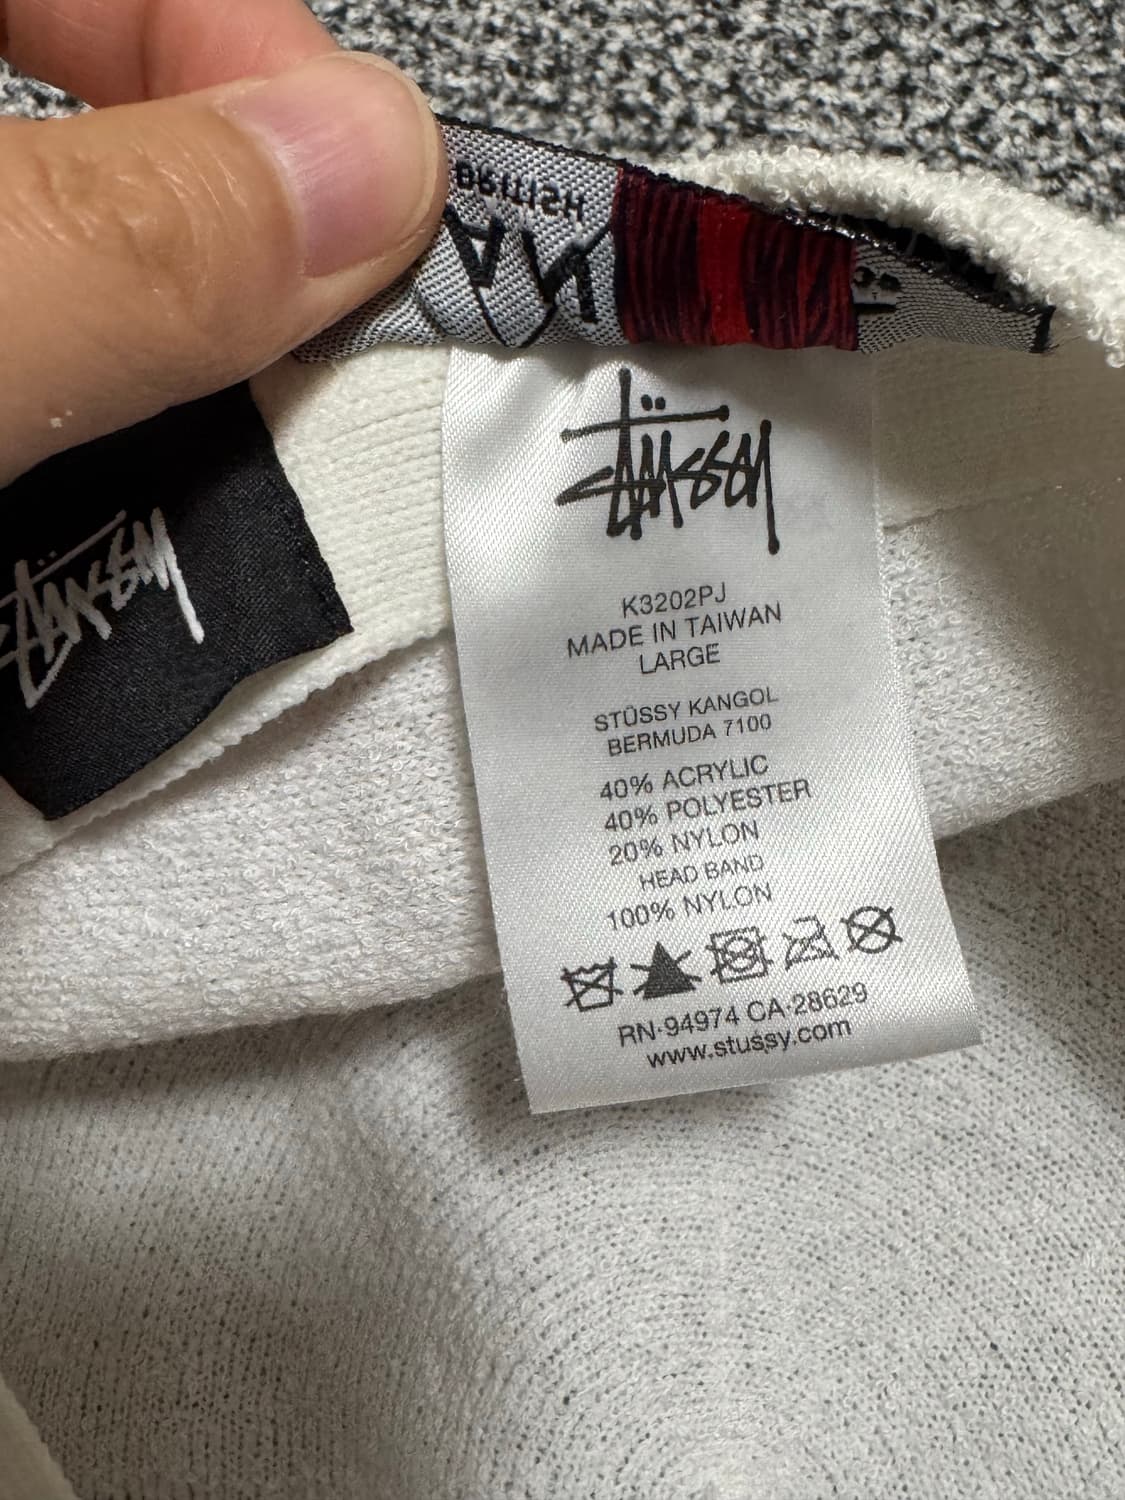 BRITISH
Stüssy
Stüssy
K3202PJ
MADE IN TAIWAN
LARGE
STÜSSY KANGOL
BERMUDA 7100
40% ACRYLIC
40% POLYESTER
20% NYLON
HEAD BAND
100% NYLON
RN-94974 CA-28629
www.stussy.com